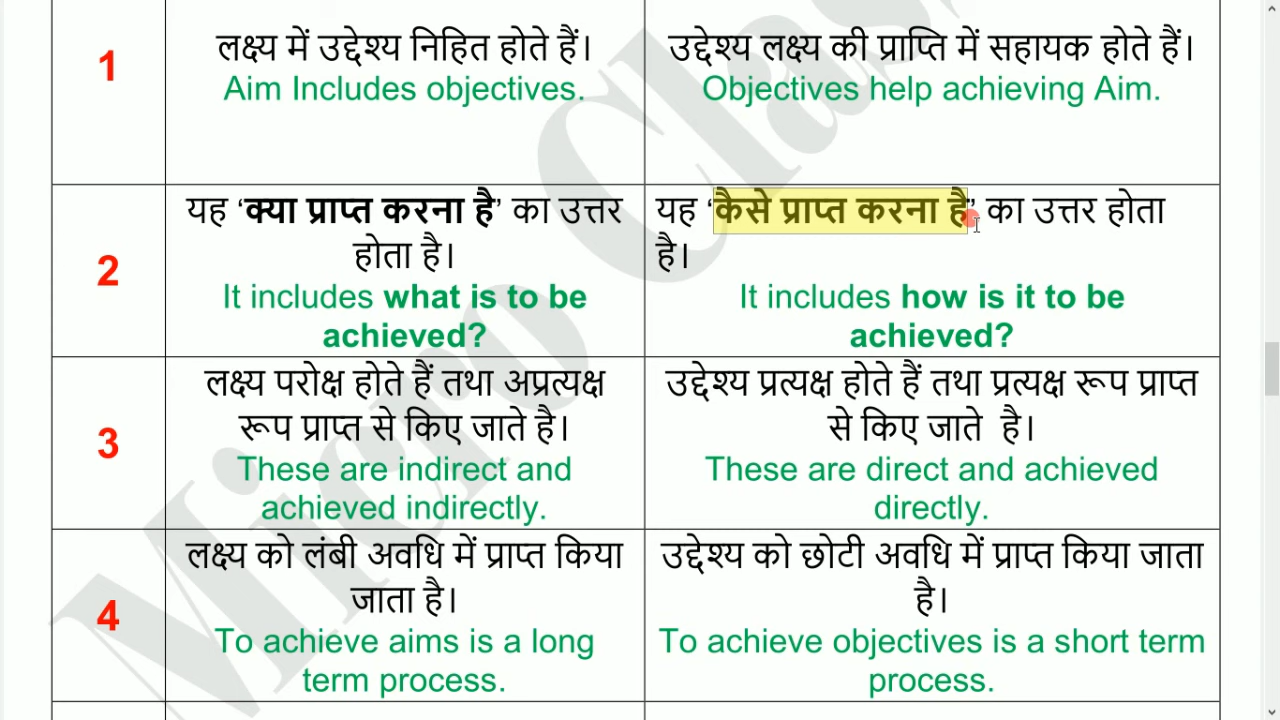 1
लक्ष्य में उद्देश्य निहित होते हैं।
Aim Includes objectives.
उद्देश्य लक्ष्य की प्राप्ति में सहायक होते हैं।
Objectives help achieving Aim.
2
यह ‘क्या प्राप्त करना है’ का उत्तर
होता है।
It includes what is to be
achieved?
यह ‘कैसे प्राप्त करना है’ का उत्तर होता
है।
It includes how is it to be
achieved?
3
लक्ष्य परोक्ष होते हैं तथा अप्रत्यक्ष
रूप प्राप्त से किए जाते है।
These are indirect and
achieved indirectly.
उद्देश्य प्रत्यक्ष होते हैं तथा प्रत्यक्ष रूप प्राप्त
से किए जाते है।
These are direct and achieved
directly.
4
लक्ष्य को लंबी अवधि में प्राप्त किया
जाता है।
To achieve aims is a long
term process.
उद्देश्य को छोटी अवधि में प्राप्त किया जाता
है।
To achieve objectives is a short term
process.
Micro Clas